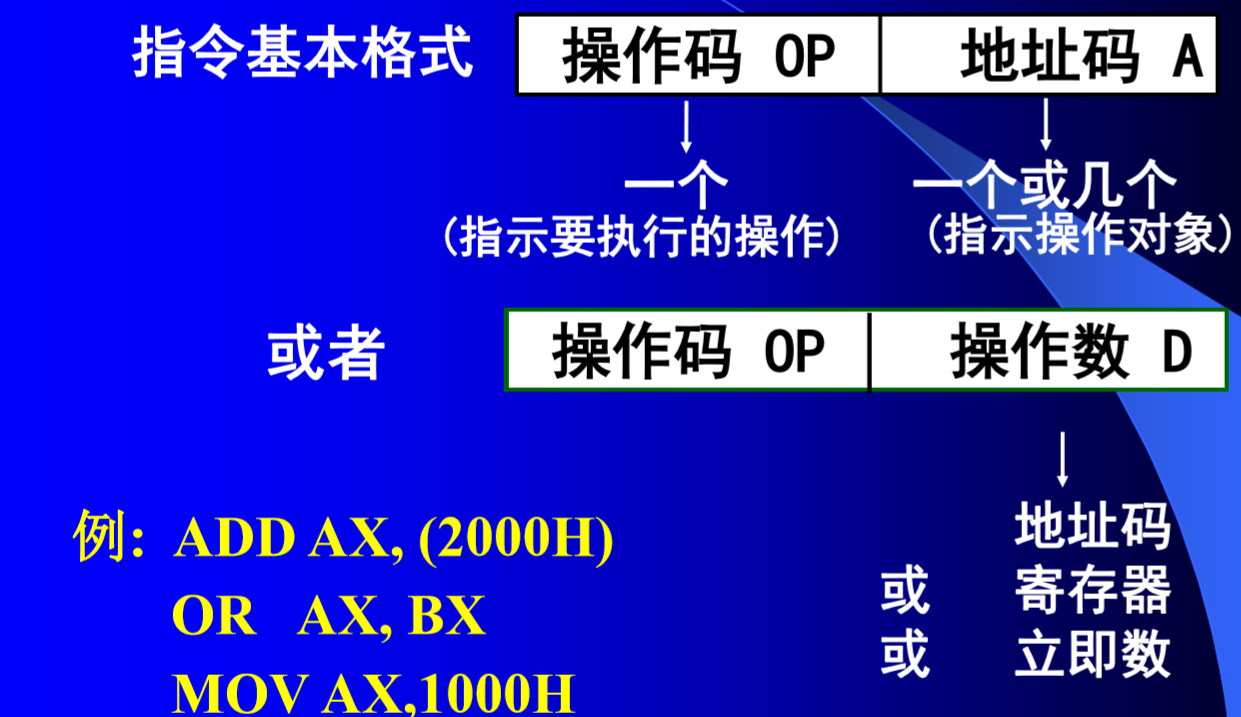 指令基本格式 操作码 OP 地址码 A
一个 一个或几个
(指示要执行的操作) (指示操作对象)
或者 操作码 OP 操作数 D
例: ADD AX, (2000H)
OR AX, BX
MOV AX,1000H
地址码
或 寄存器
或 立即数